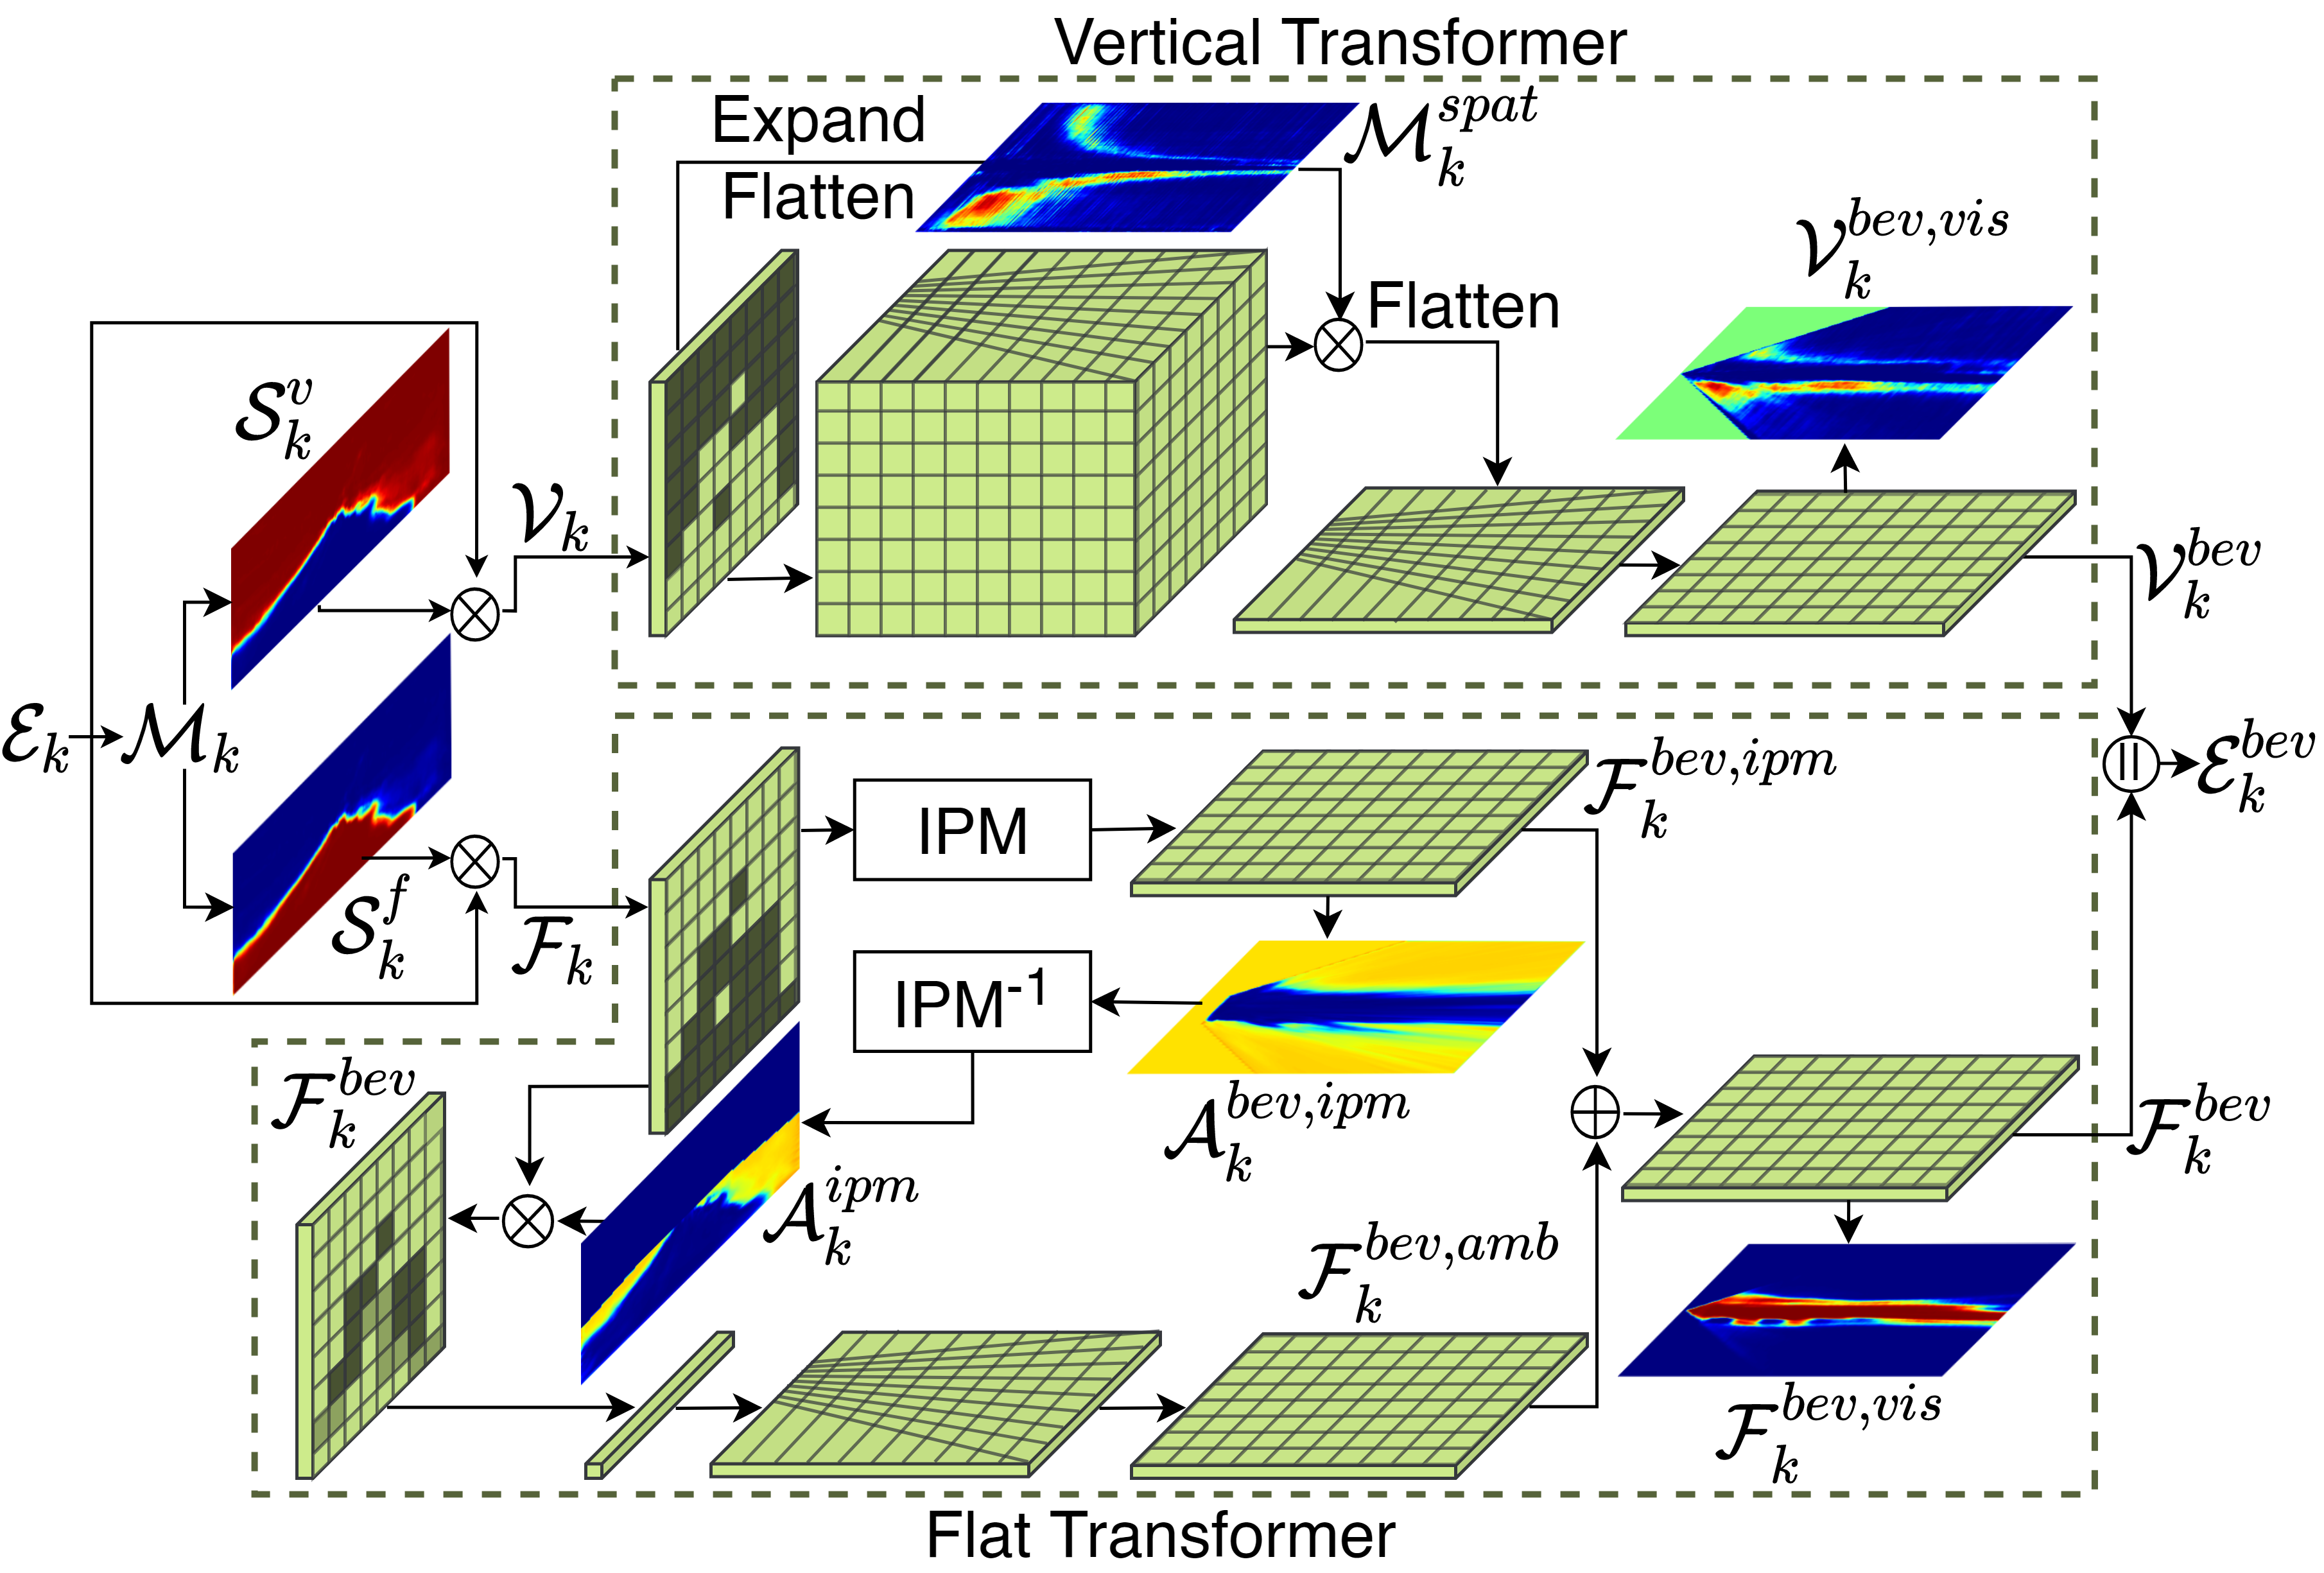 Vertical Transformer
Expand
Flatten
$\mathcal{M}_k^{spat}$
$\mathcal{V}_k^{bev,vis}$
Flatten
$\mathcal{S}_k^v$
$\mathcal{V}_k$
$\mathcal{V}_k^{bev}$
$\mathcal{E}_k$
$\mathcal{M}_k$
$\mathcal{F}_k^{bev,ipm}$
||
$\mathcal{E}_k^{bev}$
IPM
$\mathcal{S}_k^f$
$\mathcal{F}_k$
IPM$^{-1}$
$\mathcal{F}_k^{bev}$
$\mathcal{A}_k^{bev,ipm}$
$\mathcal{F}_k^{bev}$
$\mathcal{A}_k^{ipm}$
$\mathcal{F}_k^{bev,amb}$
$\mathcal{F}_k^{bev,vis}$
Flat Transformer